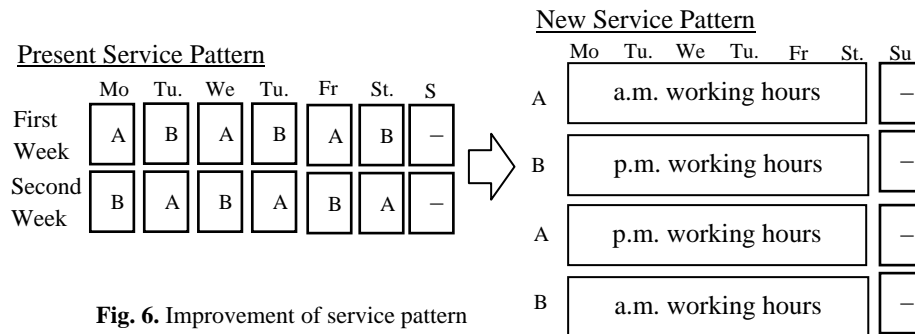 Present Service Pattern
Mo Tu. We Tu. Fr St. S
First Week A B A B A B –
Second Week B A B A B A –
New Service Pattern
Mo Tu. We Tu. Fr St. Su
A a.m. working hours –
B p.m. working hours –
A p.m. working hours –
B a.m. working hours –
Fig. 6. Improvement of service pattern